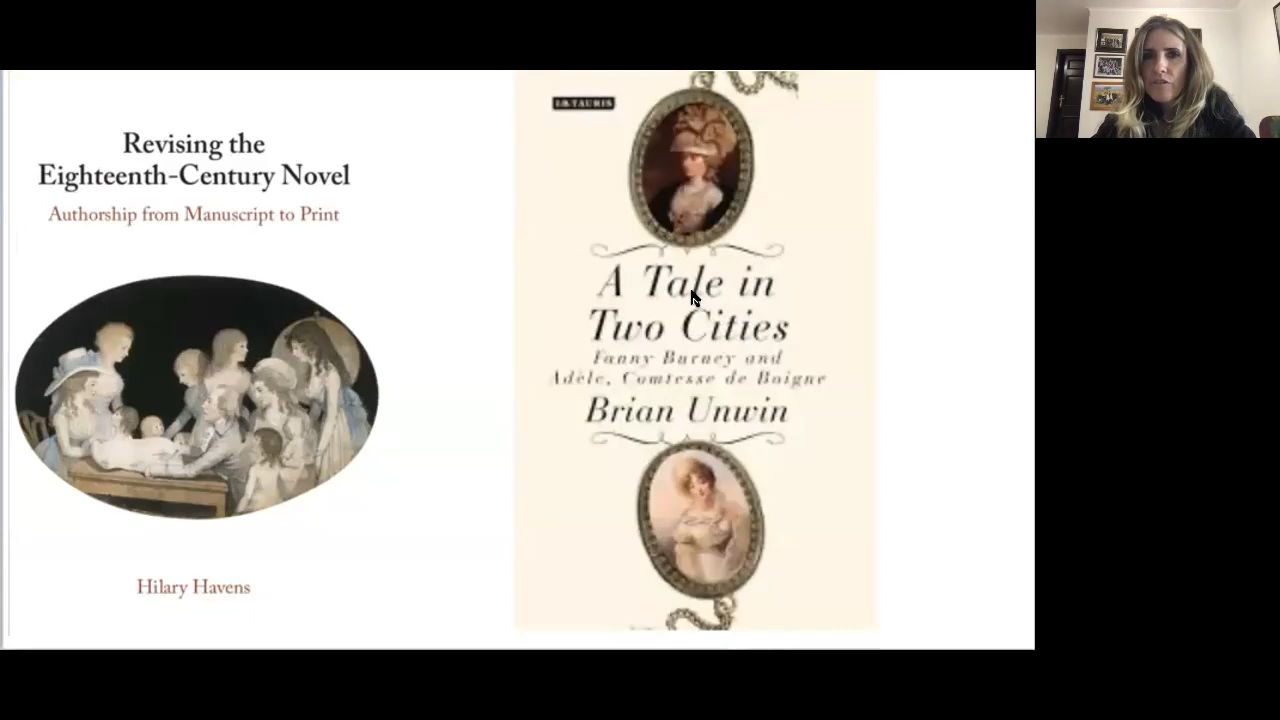 Revising the
Eighteenth-Century Novel
Authorship from Manuscript to Print
Hilary Havens
I.B.TAURIS
A Tale in
Two Cities
Fanny Burney and
Adèle, Comtesse de Boigne
Brian Unwin